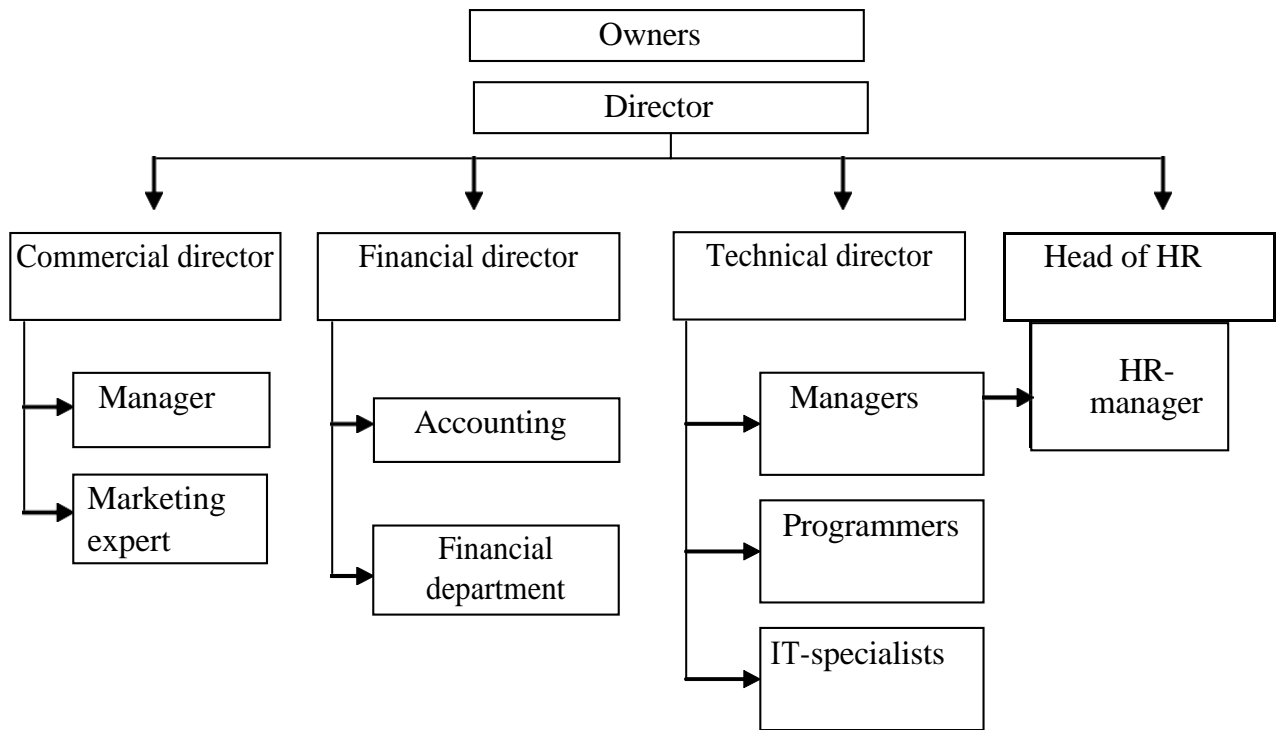 Owners
Director
Commercial director
Financial director
Technical director
Head of HR
Manager
Marketing
expert
Accounting
Financial
department
Managers
Programmers
IT-specialists
HR-
manager